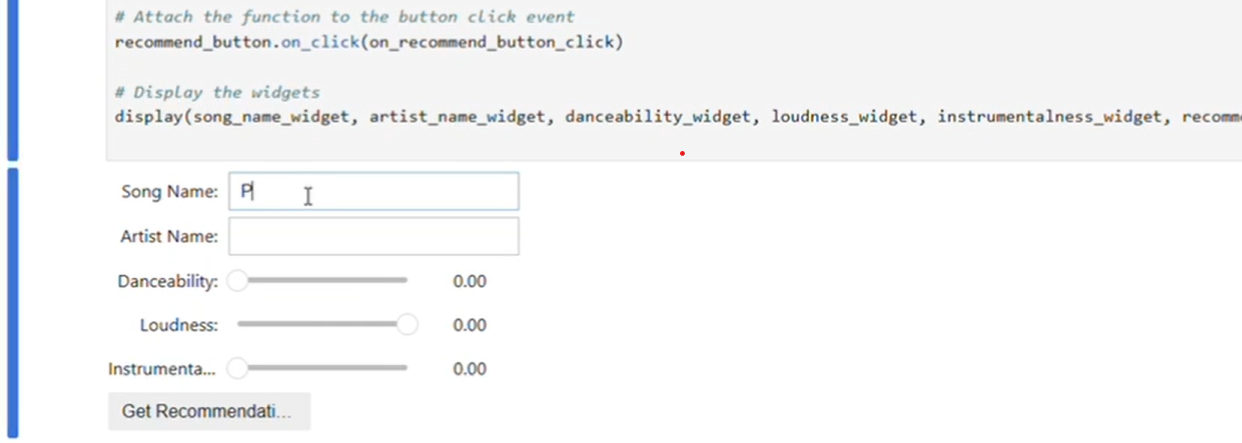 # Attach the function to the button click event
recommend_button.on_click(on_recommend_button_click)
# Display the widgets
display(song_name_widget, artist_name_widget, danceability_widget, loudness_widget, instrumentalness_widget, recomm
Song Name: P
Artist Name:
Danceability: 0.00
Loudness: 0.00
Instrumenta... 0.00
Get Recommendati...